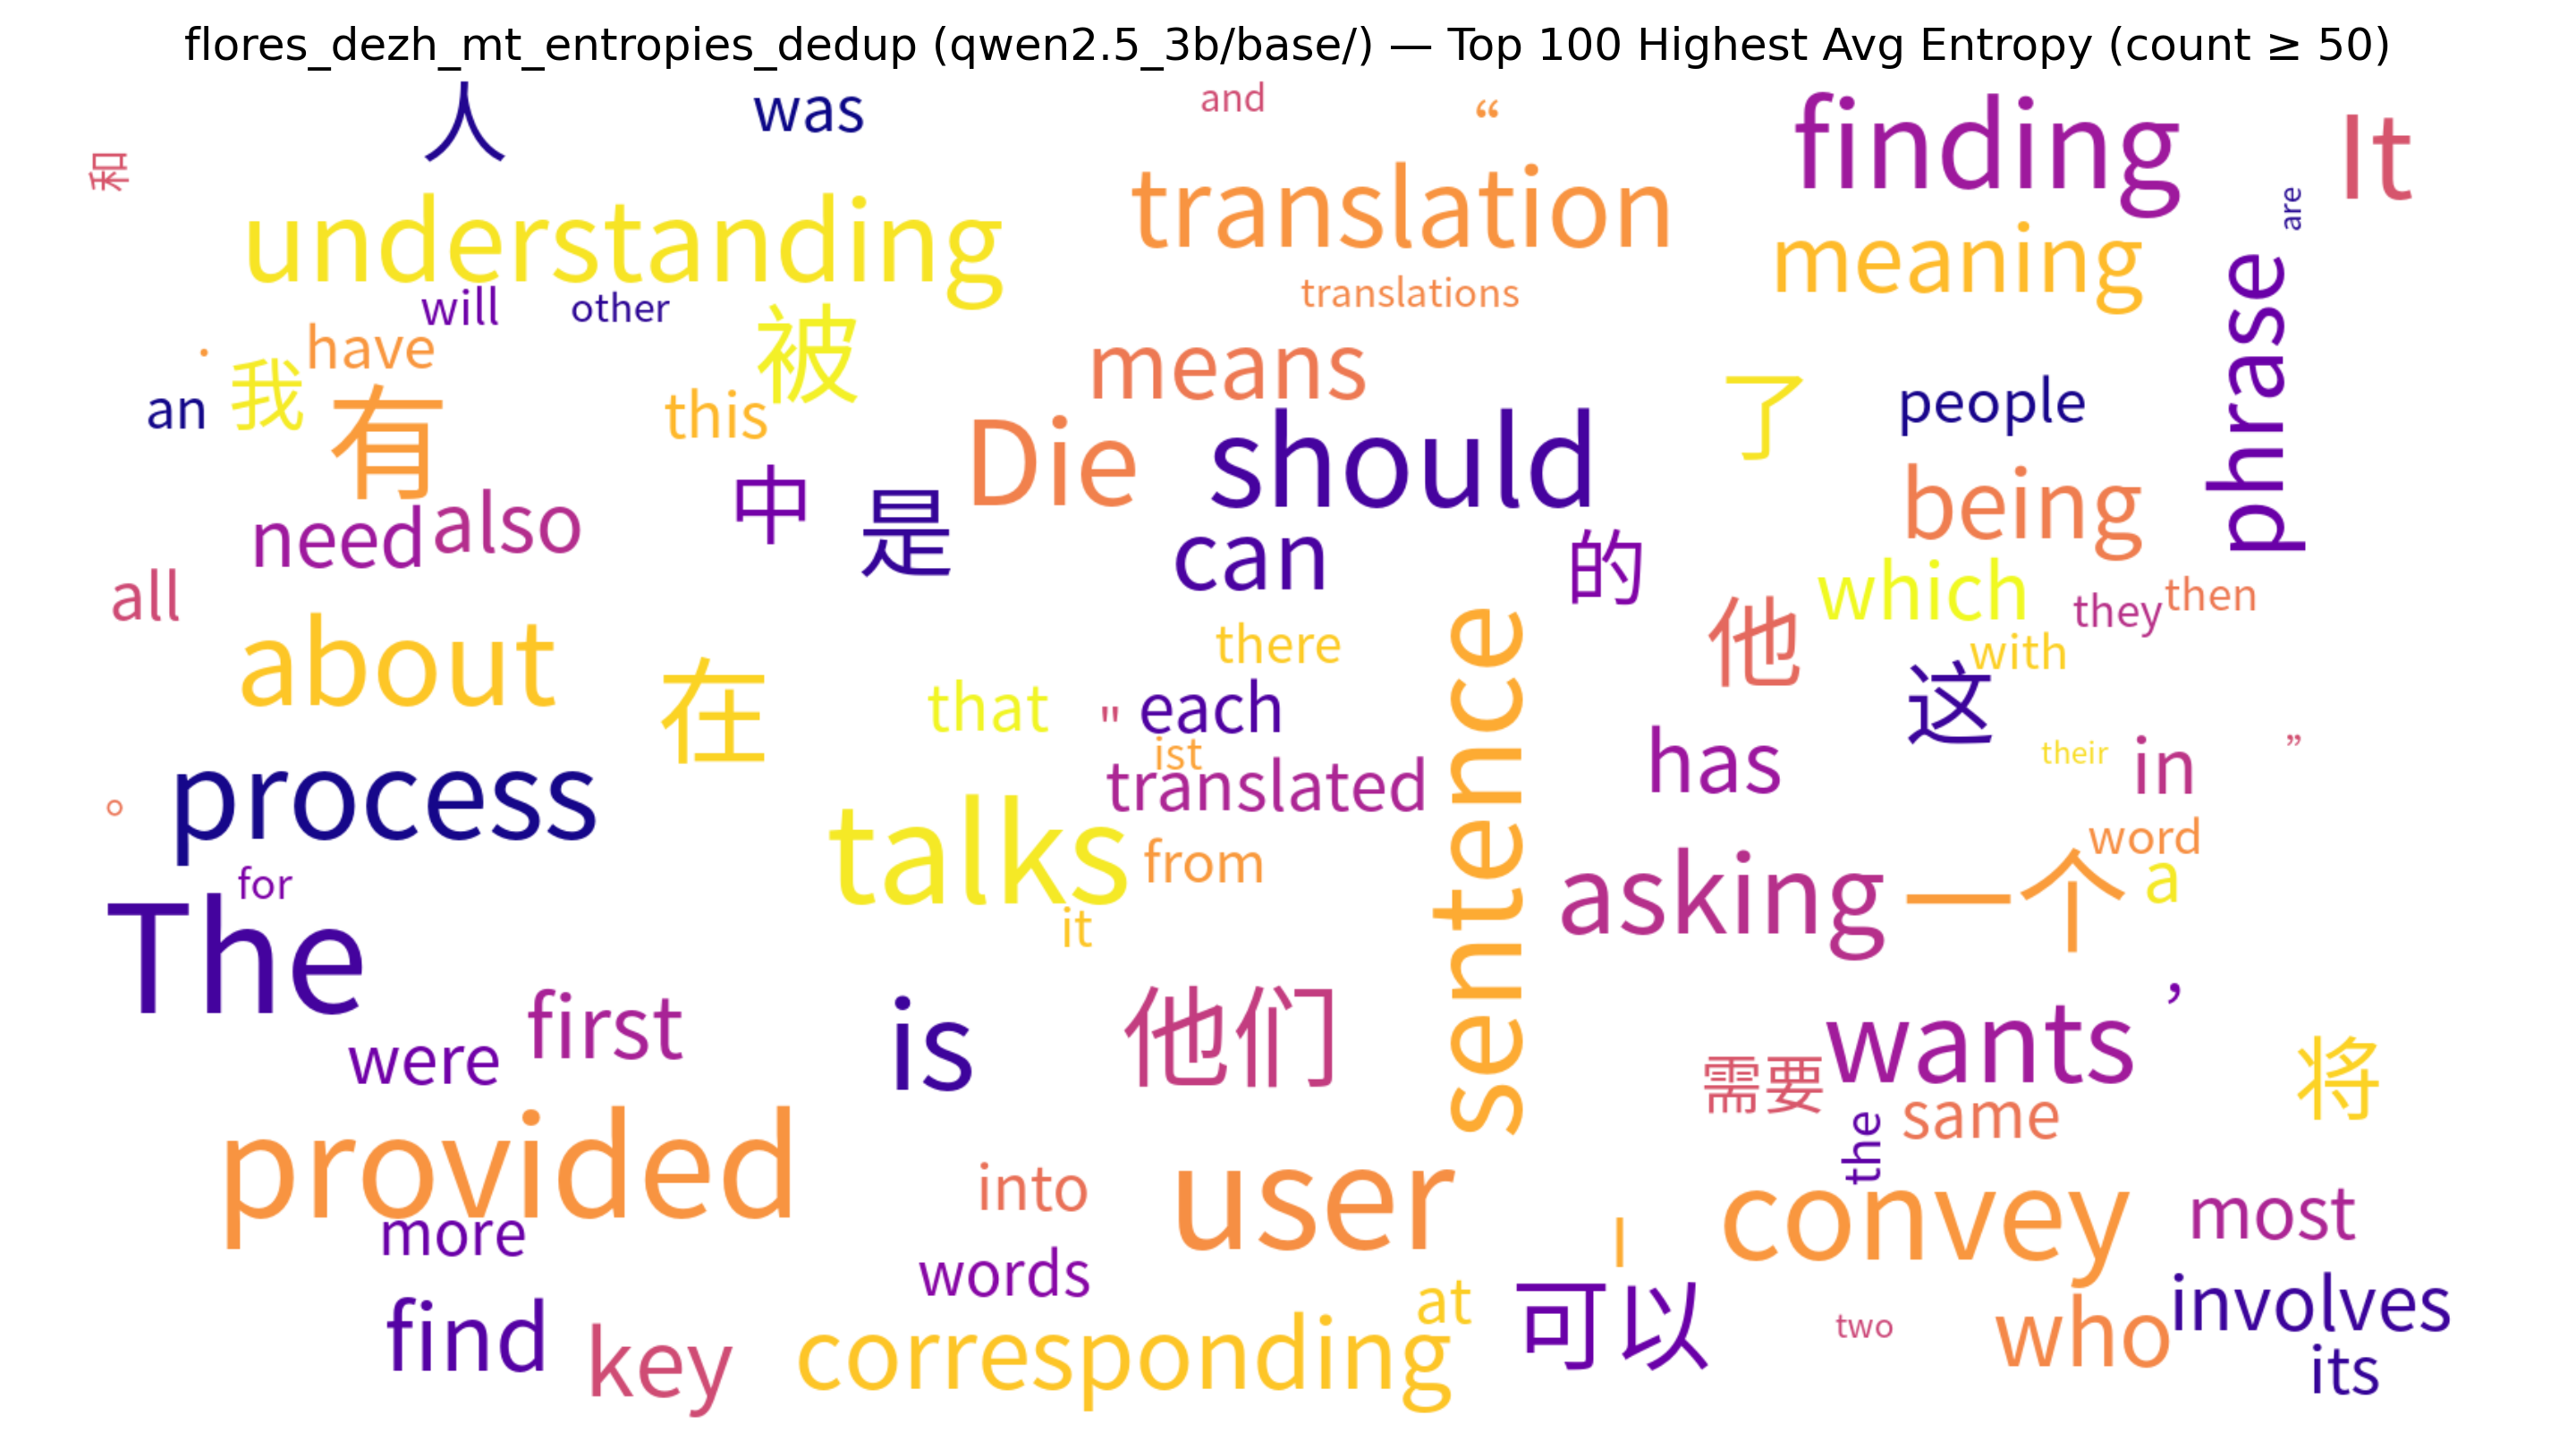 flores_dezh_mt_entropies_dedup (qwen2.5_3b/base/) — Top 100 Highest Avg Entropy (count ≥ 50)
人
was
and
“
finding
It
和
understanding
translation
are
meaning
will
other
translations
phrase
.
have
被
means
an
我
有
this
了
people
Die
should
need
also
中
是
can
的
being
all
which
they
then
about
there
sentence
他
with
在
that
"
each
这
ist
has
their
in
”
。
process
translated
talks
from
word
for
it
asking
一个
a
The
were
first
is
他们
,
wants
需要
将
the
same
provided
into
user
convey
most
more
words
I
find
key
corresponding
at
可以
two
who
involves
its